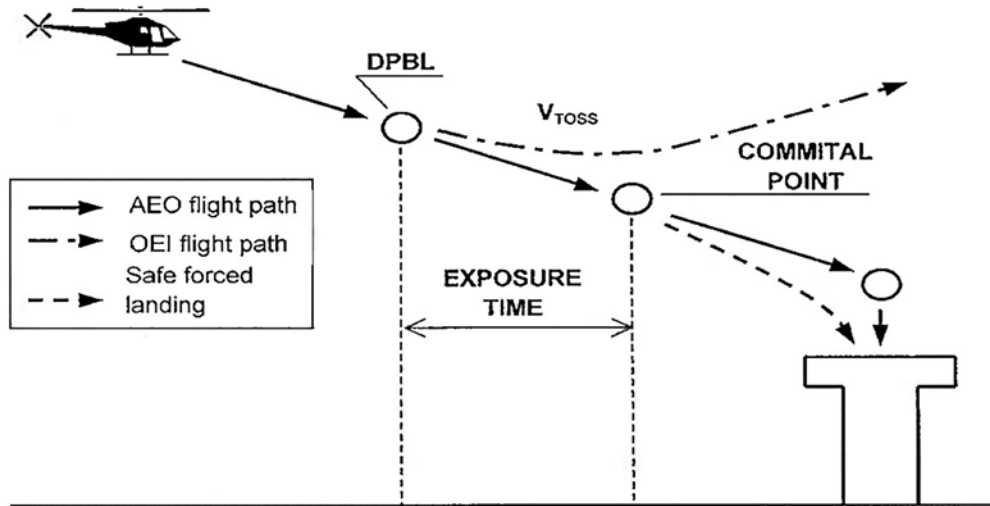 DPBL
VTOSS
COMMITAL
POINT
AEO flight path
OEI flight path
Safe forced
landing
EXPOSURE
TIME